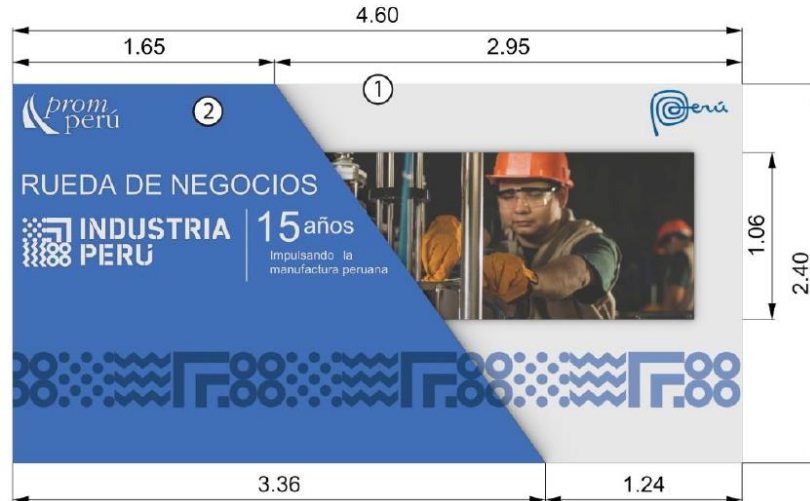 4.60
1.65
2.95
1
2
prom
perú
Perú
RUEDA DE NEGOCIOS
INDUSTRIA
PERÚ
15 años
Impulsando la
manufactura peruana
1.06
2.40
3.36
1.24